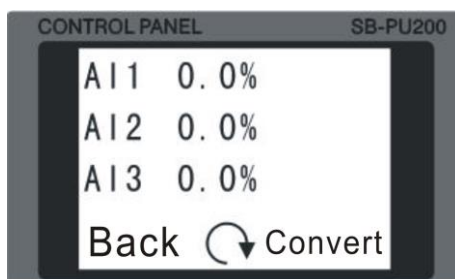 CONTROL PANEL SB-PU200
AI1 0.0%
AI2 0.0%
AI3 0.0%
Back Convert